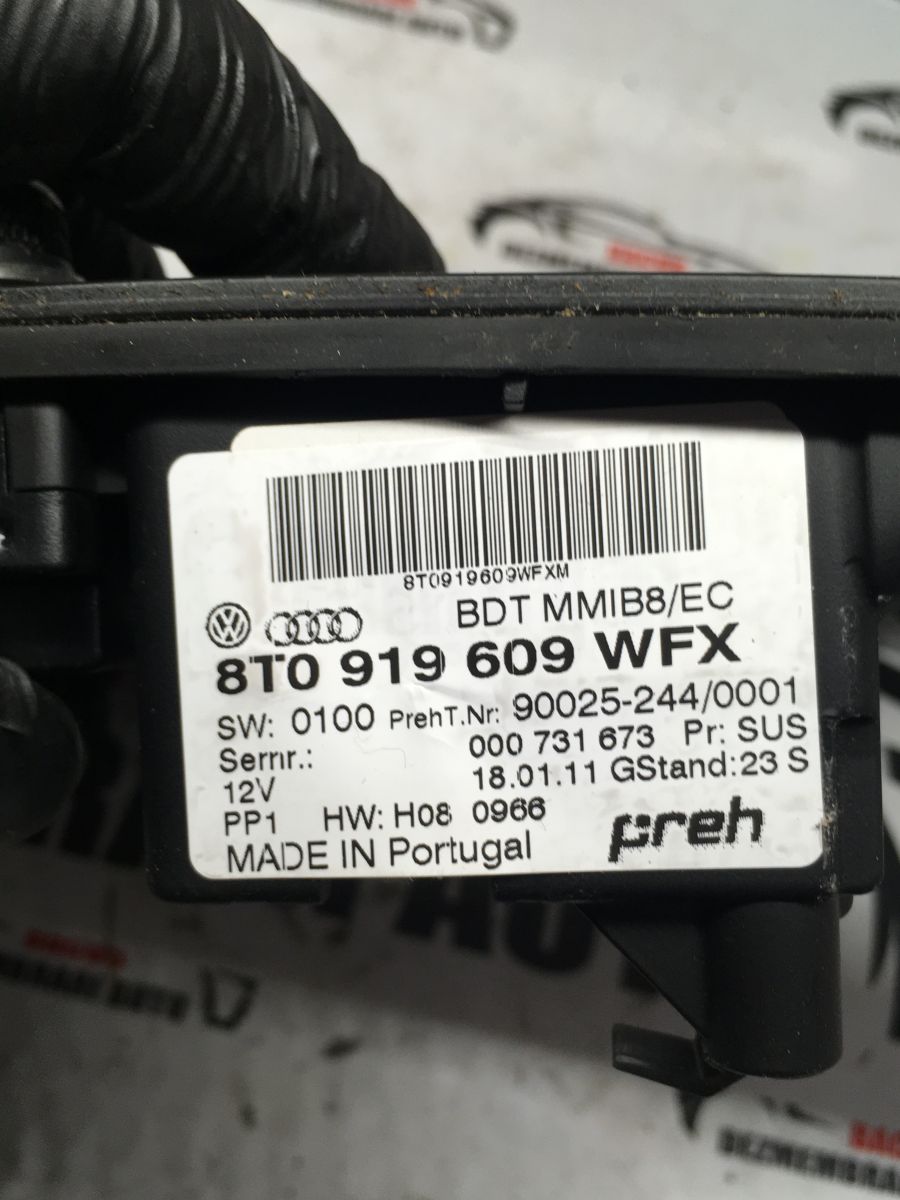 8T0919609WFXM
BDT MMIB8/EC
8T0 919 609 WFX
SW: 0100 PrehT.Nr: 90025-244/0001
Sernr.: 000 731 673 Pr: SUS
12V 18.01.11 GStand:23 S
PP1 HW: H08 0966
MADE IN Portugal preh